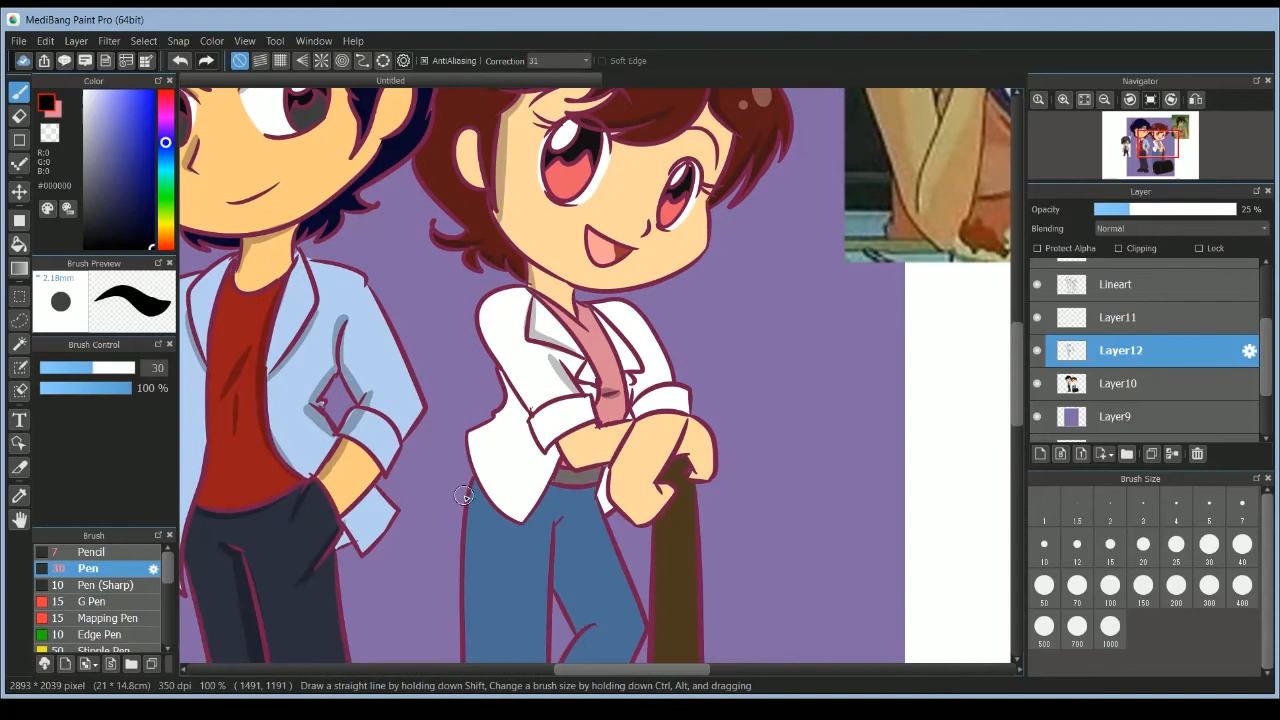 MediBang Paint Pro (64bit)
File Edit Layer Filter Select Snap Color View Tool Window Help
AntiAliasing Correction 31 Soft Edge
Color
Untitled
Navigator
R:0
G:0
B:0
#000000
Layer
Opacity 25 %
Blending Normal
Protect Alpha Clipping Lock
Brush Preview
* 2.18mm
Lineart
Layer11
Layer12
Layer10
Layer9
Brush Control
30
100 %
Brush Size
1 1.5 2 3 4 5 7
10 12 15 20 25 30 40
50 70 100 150 200 300 400
500 700 1000
Brush
7 Pencil
30 Pen
10 Pen (Sharp)
15 G Pen
15 Mapping Pen
10 Edge Pen
50 Stipple Pen
2893 * 2039 pixel (21 * 14.8cm) 350 dpi 100 % ( 1491, 1191 ) Draw a straight line by holding down Shift, Change a brush size by holding down Ctrl, Alt, and dragging